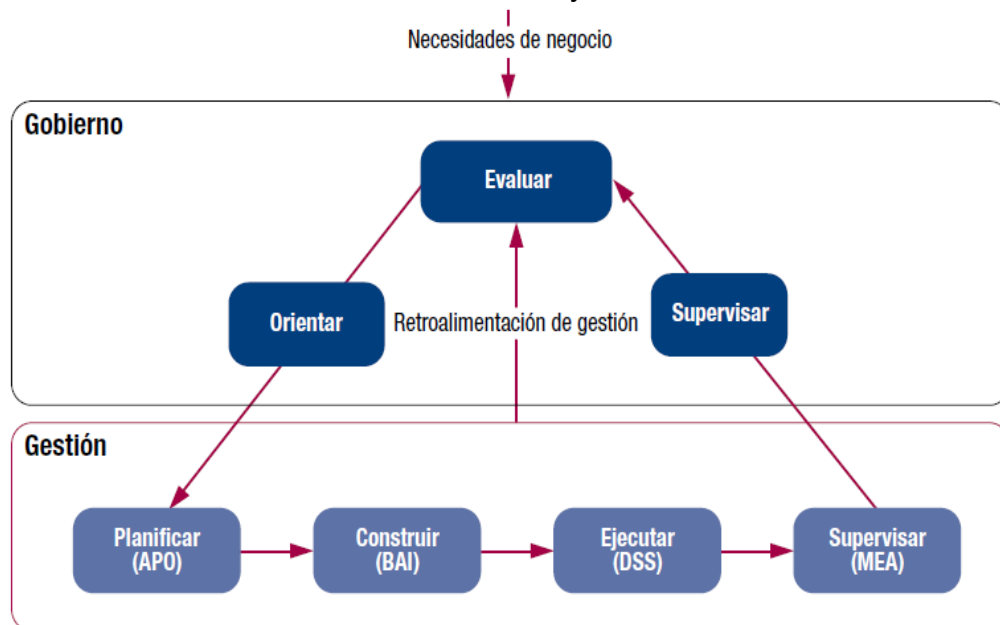 Necesidades de negocio
Gobierno
Evaluar
Orientar
Retroalimentación de gestión
Supervisar
Gestión
Planificar
(APO)
Construir
(BAI)
Ejecutar
(DSS)
Supervisar
(MEA)